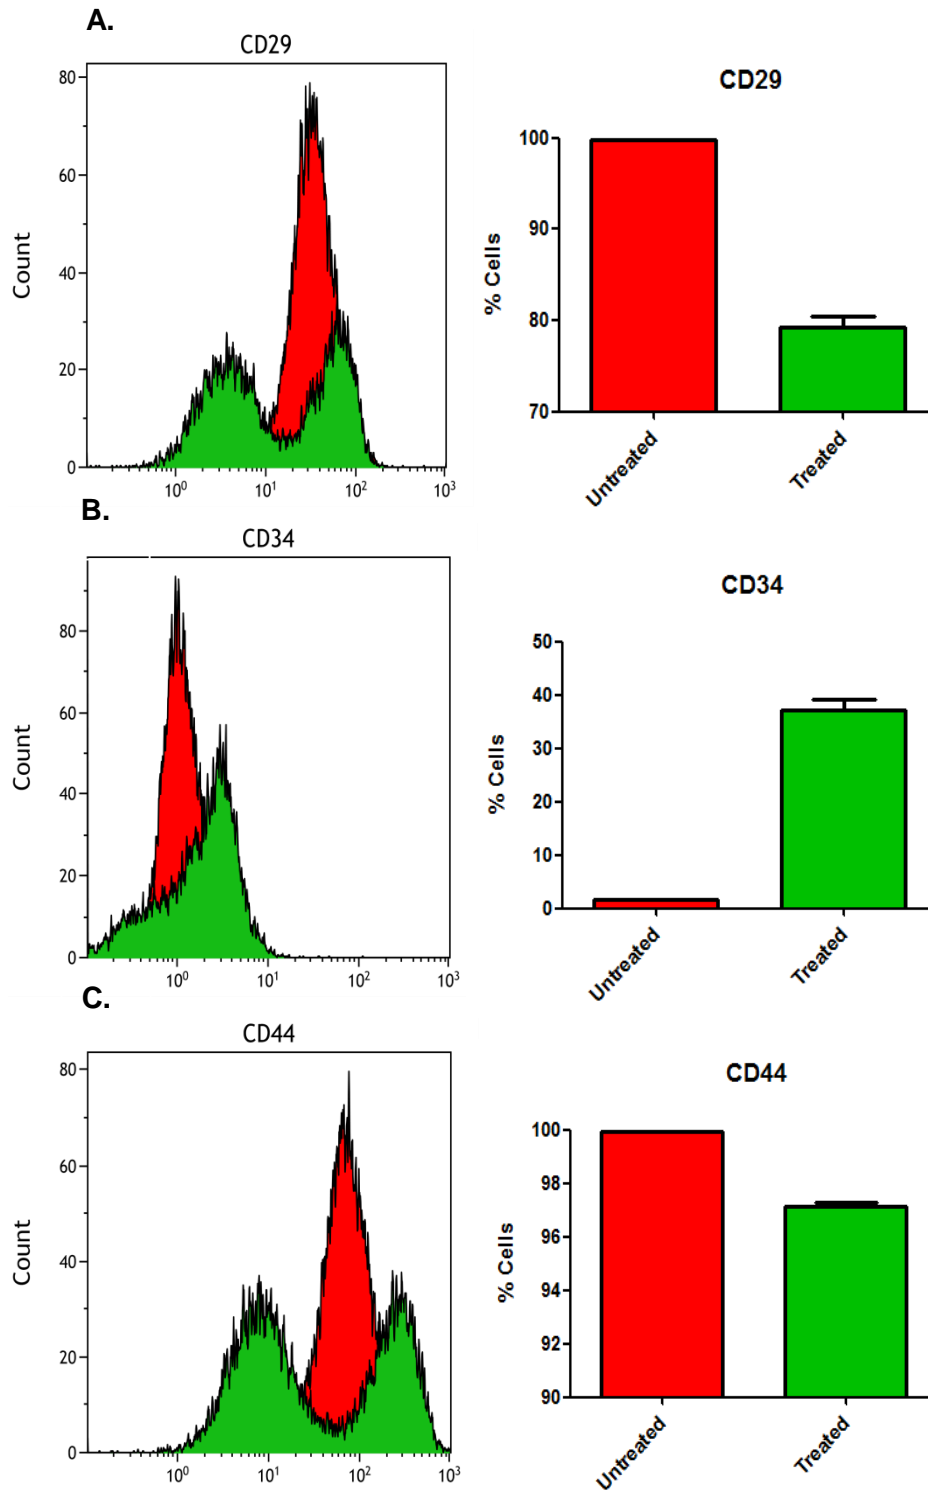 A.
CD29
80
60
40
20
0
Count
10⁰ 10¹ 10² 10³
CD29
100
90
80
70
% Cells
Untreated Treated
B.
CD34
80
60
40
20
0
Count
10⁰ 10¹ 10² 10³
CD34
50
40
30
20
10
0
% Cells
Untreated Treated
C.
CD44
80
60
40
20
0
Count
10⁰ 10¹ 10² 10³
CD44
100
98
96
94
92
90
% Cells
Untreated Treated